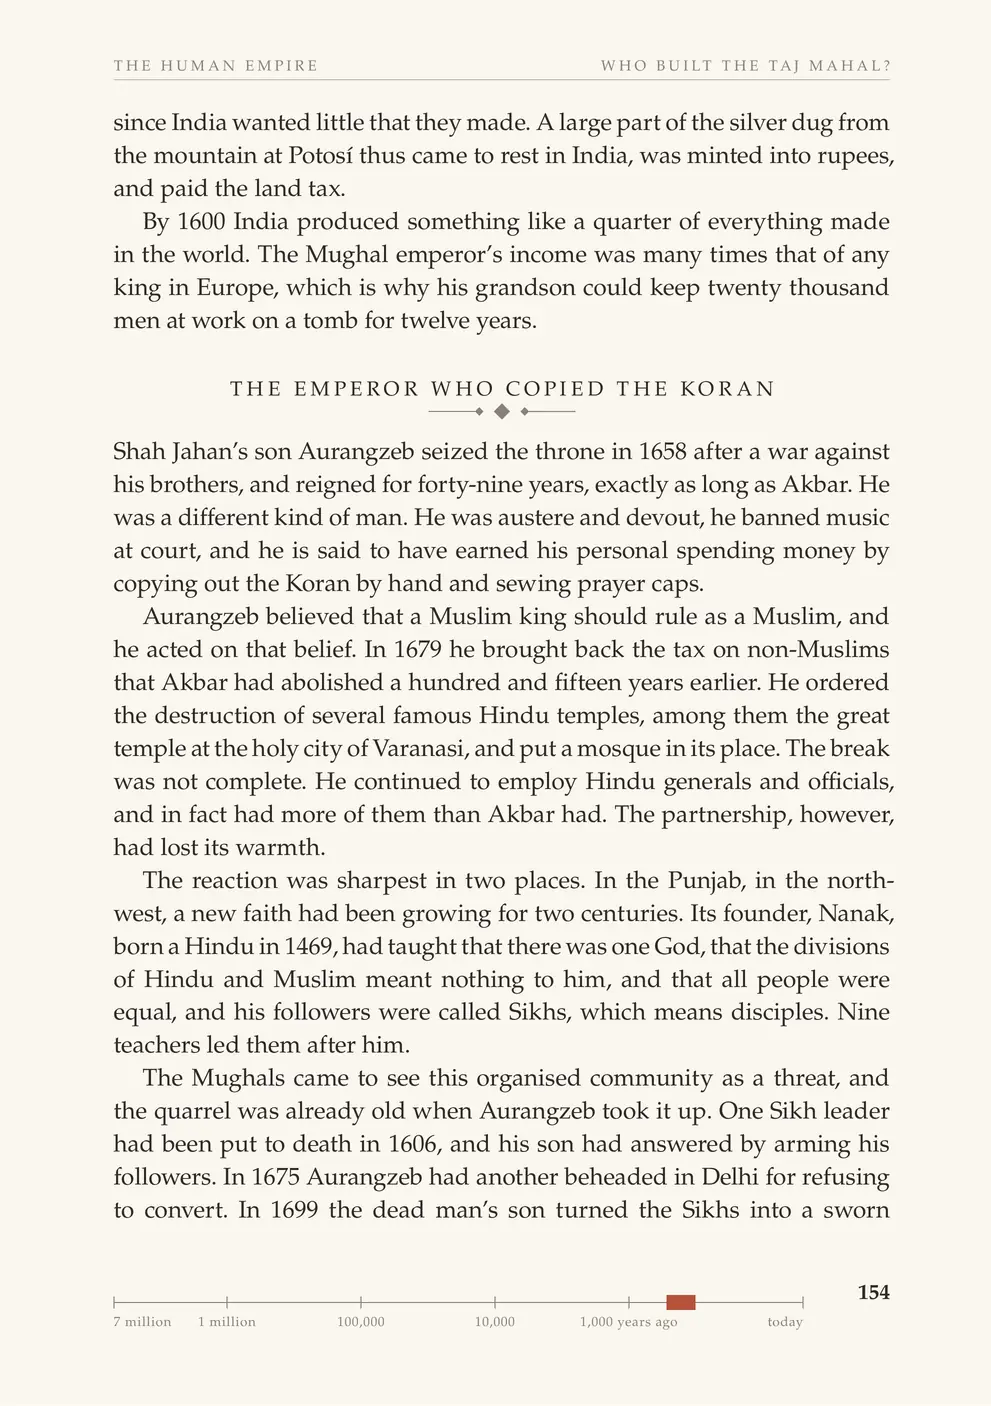 THE HUMAN EMPIRE
WHO BUILT THE TAJ MAHAL?
since India wanted little that they made. A large part of the silver dug from
the mountain at Potosí thus came to rest in India, was minted into rupees,
and paid the land tax.
By 1600 India produced something like a quarter of everything made
in the world. The Mughal emperor’s income was many times that of any
king in Europe, which is why his grandson could keep twenty thousand
men at work on a tomb for twelve years.
THE EMPEROR WHO COPIED THE KORAN
Shah Jahan’s son Aurangzeb seized the throne in 1658 after a war against
his brothers, and reigned for forty-nine years, exactly as long as Akbar. He
was a different kind of man. He was austere and devout, he banned music
at court, and he is said to have earned his personal spending money by
copying out the Koran by hand and sewing prayer caps.
Aurangzeb believed that a Muslim king should rule as a Muslim, and
he acted on that belief. In 1679 he brought back the tax on non-Muslims
that Akbar had abolished a hundred and fifteen years earlier. He ordered
the destruction of several famous Hindu temples, among them the great
temple at the holy city of Varanasi, and put a mosque in its place. The break
was not complete. He continued to employ Hindu generals and officials,
and in fact had more of them than Akbar had. The partnership, however,
had lost its warmth.
The reaction was sharpest in two places. In the Punjab, in the north-
west, a new faith had been growing for two centuries. Its founder, Nanak,
born a Hindu in 1469, had taught that there was one God, that the divisions
of Hindu and Muslim meant nothing to him, and that all people were
equal, and his followers were called Sikhs, which means disciples. Nine
teachers led them after him.
The Mughals came to see this organised community as a threat, and
the quarrel was already old when Aurangzeb took it up. One Sikh leader
had been put to death in 1606, and his son had answered by arming his
followers. In 1675 Aurangzeb had another beheaded in Delhi for refusing
to convert. In 1699 the dead man’s son turned the Sikhs into a sworn
154
7 million 1 million 100,000 10,000 1,000 years ago today